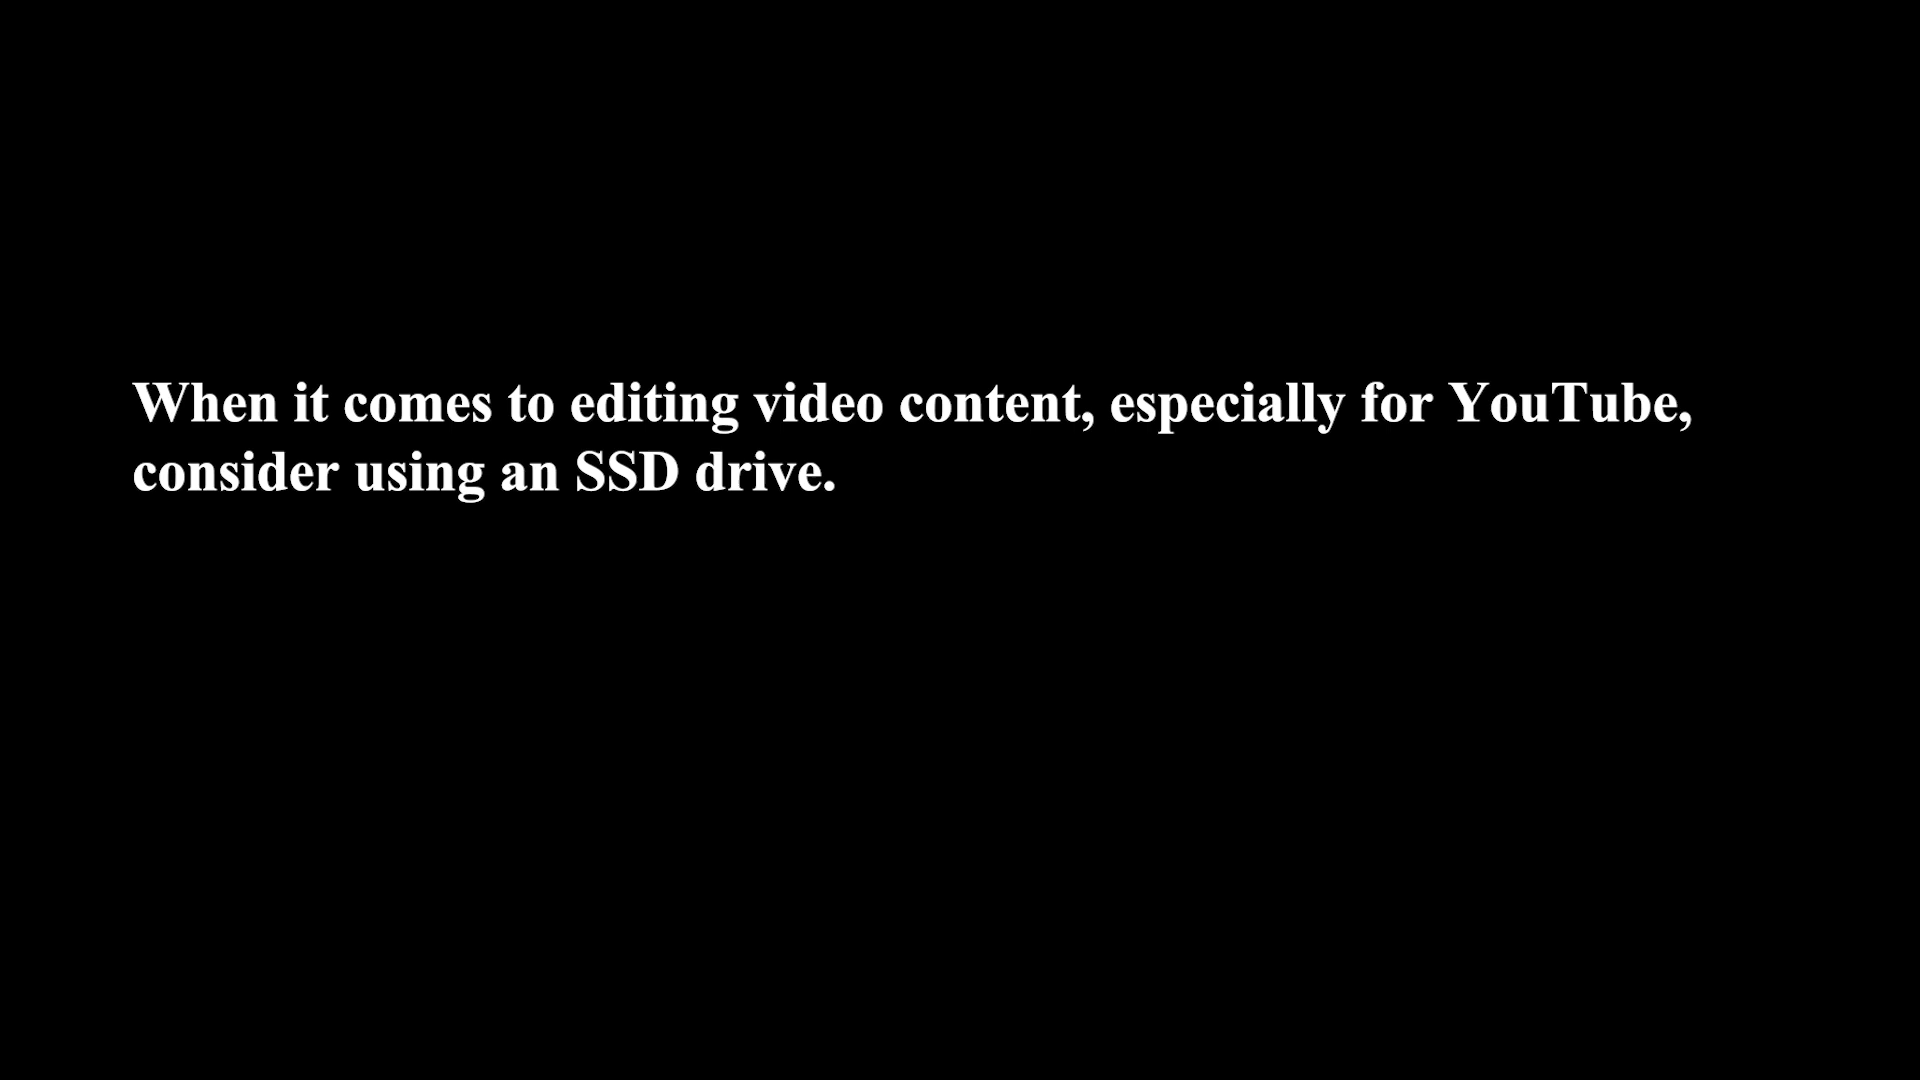 When it comes to editing video content, especially for YouTube,
consider using an SSD drive.